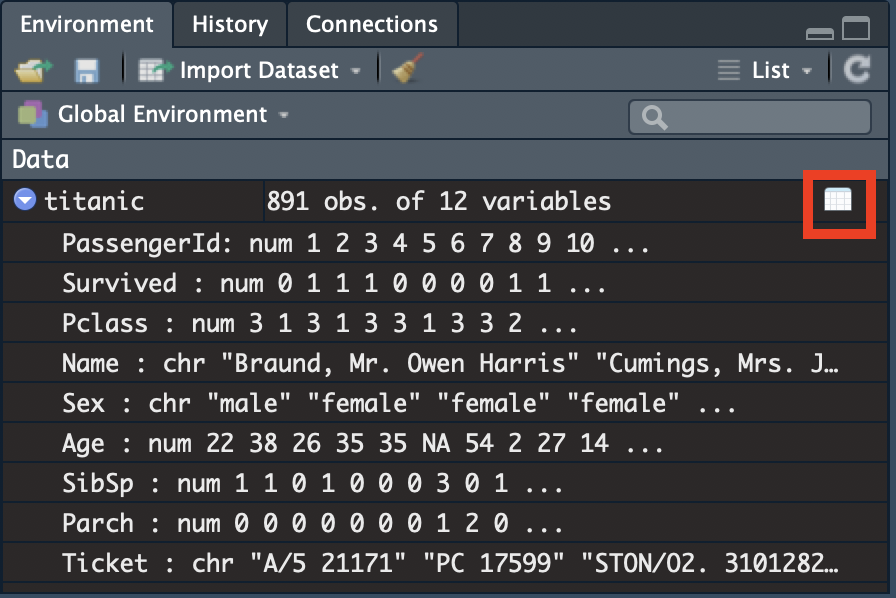 Environment History Connections
Import Dataset List
Global Environment
Data
titanic 891 obs. of 12 variables
PassengerId: num 1 2 3 4 5 6 7 8 9 10 ...
Survived : num 0 1 1 1 0 0 0 0 1 1 ...
Pclass : num 3 1 3 1 3 3 1 3 3 2 ...
Name : chr "Braund, Mr. Owen Harris" "Cumings, Mrs. J…
Sex : chr "male" "female" "female" "female" ...
Age : num 22 38 26 35 35 NA 54 2 27 14 ...
SibSp : num 1 1 0 1 0 0 0 3 0 1 ...
Parch : num 0 0 0 0 0 0 0 1 2 0 ...
Ticket : chr "A/5 21171" "PC 17599" "STON/O2. 3101282…